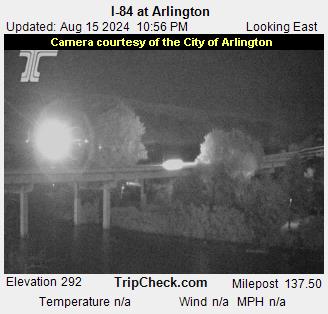 I-84 at Arlington
Updated: Aug 15 2024 10:56 PM Looking East
Camera courtesy of the City of Arlington
Elevation 292 TripCheck.com Milepost 137.50
Temperature n/a Wind n/a MPH n/a